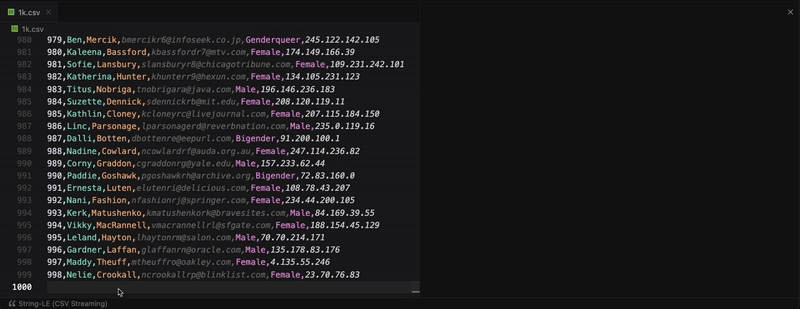 1k.csv
1k.csv
980 979,Ben,Mercik,bmercikr6@infoseek.co.jp,Genderqueer,245.122.142.105
981 980,Kaleena,Bassford,kbassfordr7@mtv.com,Female,174.149.166.39
982 981,Sofie,Lansbury,slansburyr8@chicagotribune.com,Female,109.231.242.101
983 982,Katherina,Hunter,khunterr9@hexun.com,Female,134.105.231.123
984 983,Titus,Nobriga,tnobrigara@java.com,Male,196.146.236.183
985 984,Suzette,Dennick,sdennickrb@mit.edu,Female,208.120.119.11
986 985,Kathlin,Cloney,kcloneyrc@livejournal.com,Female,207.115.184.150
987 986,Linc,Parsonage,lparsonagerd@reverbnation.com,Male,235.0.119.16
988 987,Dalli,Botten,dbottenre@eepurl.com,Bigender,91.200.100.1
989 988,Nadine,Cowlard,ncowlardrf@auda.org.au,Female,247.114.236.82
990 989,Corny,Graddon,cgraddonrg@yale.edu,Male,157.233.62.44
991 990,Paddie,Goshawk,pgoshawkrh@archive.org,Bigender,72.83.160.0
992 991,Ernesta,Luten,elutenri@delicious.com,Female,108.78.43.207
993 992,Nani,Fashion,nfashionrj@springer.com,Female,234.44.200.105
994 993,Kerk,Matushenko,kmatushenkork@bravesites.com,Male,84.169.39.55
995 994,Vikky,MacRannell,vmacrannellrl@sfgate.com,Female,188.154.45.129
996 995,Leland,Hayton,lhaytonrm@salon.com,Male,70.70.214.171
997 996,Gardner,Laffan,glaffanrn@oracle.com,Male,135.178.83.176
998 997,Maddy,Theuff,mtheuffro@oakley.com,Female,4.135.55.246
999 998,Nelie,Crookall,ncrookallrp@blinklist.com,Female,23.70.76.83
1000
String-LE (CSV Streaming)